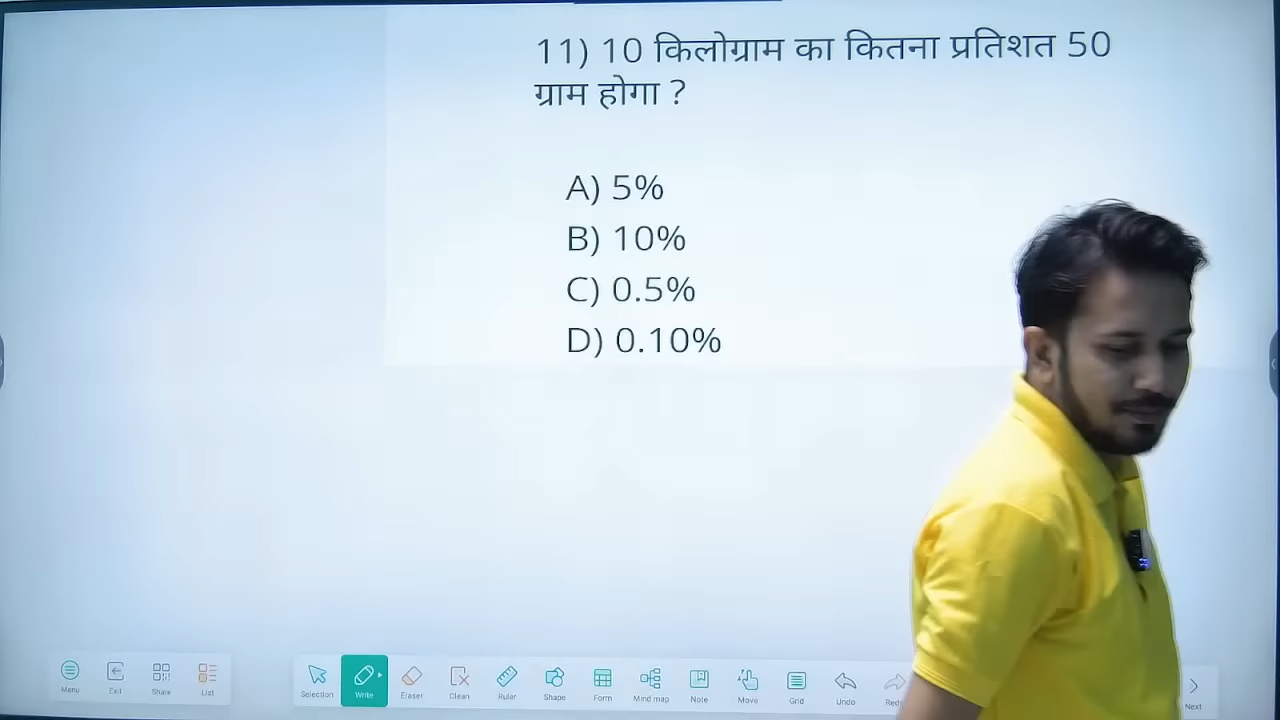 11) 10 किलोग्राम का कितना प्रतिशत 50
ग्राम होगा ?
A) 5%
B) 10%
C) 0.5%
D) 0.10%
Menu
Exit
Share
List
Selection
Write
Eraser
Clean
Ruler
Shape
Form
Mind map
Note
Move
Grid
Undo
Next